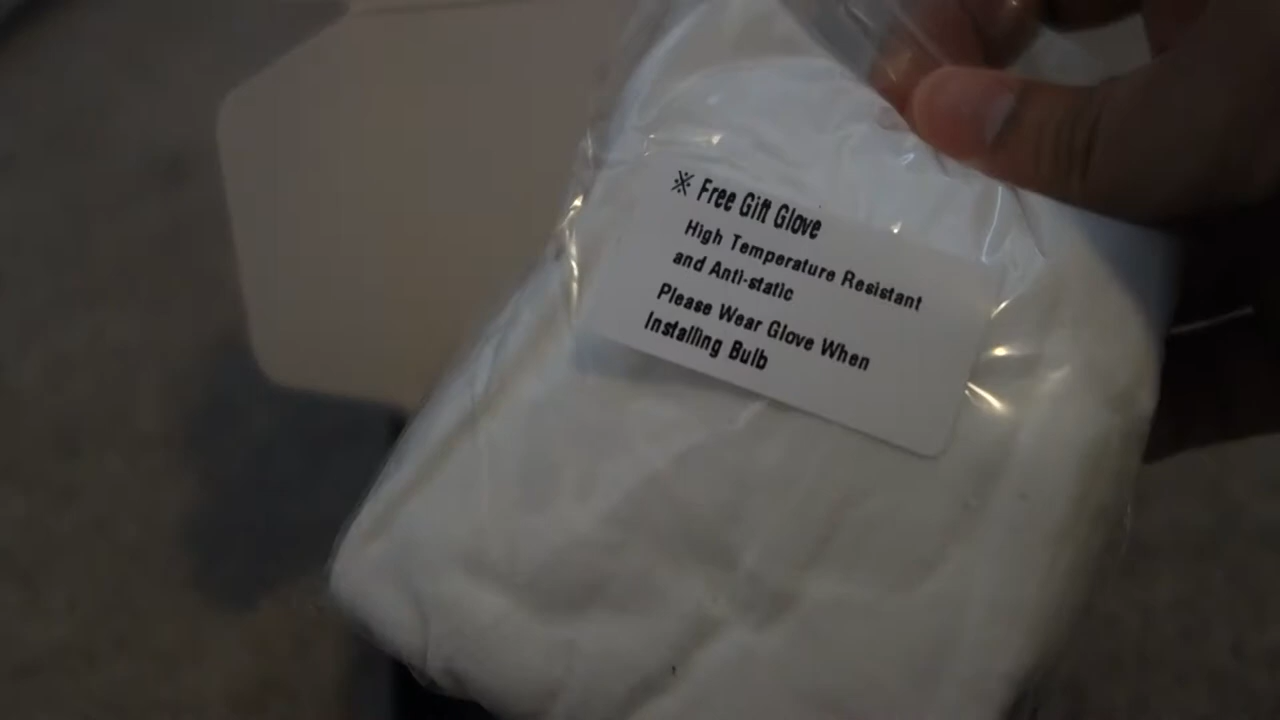 ※ Free Gift Glove
High Temperature Resistant
and Anti-static
Please Wear Glove When
Installing Bulb